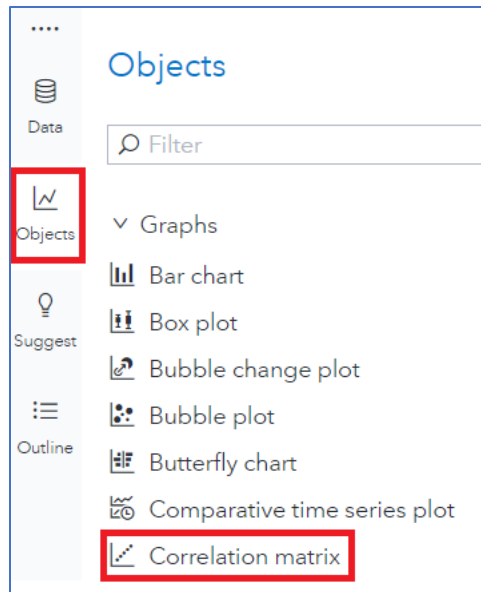 Data
Objects
Suggest
Outline
Objects
Filter
Graphs
Bar chart
Box plot
Bubble change plot
Bubble plot
Butterfly chart
Comparative time series plot
Correlation matrix